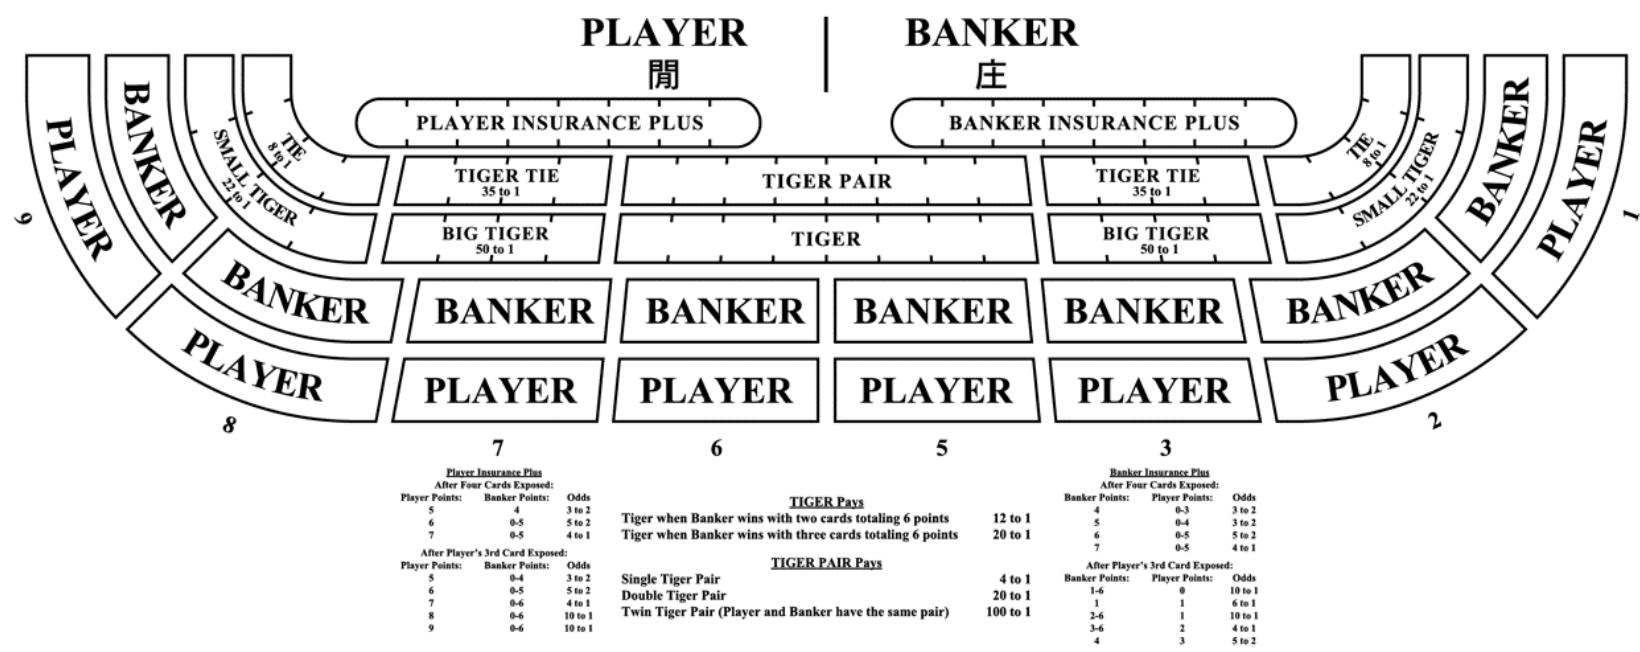 PLAYER | BANKER
閒 庄
PLAYER INSURANCE PLUS BANKER INSURANCE PLUS
PLAYER
BANKER
SMALL TIGER
22 to 1
TIE
8 to 1
TIGER TIE
35 to 1
TIGER PAIR
TIGER TIE
35 to 1
TIE
8 to 1
SMALL TIGER
22 to 1
BANKER
PLAYER
BIG TIGER
50 to 1
TIGER
BIG TIGER
50 to 1
9
1
BANKER BANKER BANKER BANKER BANKER BANKER
PLAYER PLAYER PLAYER PLAYER PLAYER PLAYER
8 7 6 5 3 2
Player Insurance Plus
After Four Cards Exposed:
Player Points: Banker Points: Odds
5 4 3 to 2
6 0-5 5 to 2
7 0-5 4 to 1
After Player's 3rd Card Exposed:
Player Points: Banker Points: Odds
5 0-4 3 to 2
6 0-5 5 to 2
7 0-6 4 to 1
8 0-6 10 to 1
9 0-6 10 to 1
TIGER Pays
Tiger when Banker wins with two cards totaling 6 points 12 to 1
Tiger when Banker wins with three cards totaling 6 points 20 to 1
TIGER PAIR Pays
Single Tiger Pair 4 to 1
Double Tiger Pair 20 to 1
Twin Tiger Pair (Player and Banker have the same pair) 100 to 1
Banker Insurance Plus
After Four Cards Exposed:
Banker Points: Player Points: Odds
4 0-3 3 to 2
5 0-4 3 to 2
6 0-5 5 to 2
7 0-5 4 to 1
After Player's 3rd Card Exposed:
Banker Points: Player Points: Odds
1-6 0 10 to 1
1 1 6 to 1
2-6 1 10 to 1
3-6 2 4 to 1
4 3 5 to 2